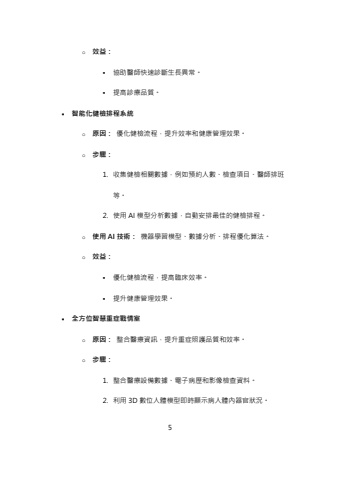 o 效益：
▪ 協助醫師快速診斷生長異常。
▪ 提高診療品質。
• 智能化健檢排程系統
o 原因： 優化健檢流程，提升效率和健康管理效果。
o 步驟：
1. 收集健檢相關數據，例如預約人數、檢查項目、醫師排班
等。
2. 使用 AI 模型分析數據，自動安排最佳的健檢排程。
o 使用 AI 技術： 機器學習模型、數據分析、排程優化算法。
o 效益：
▪ 優化健檢流程，提高臨床效率。
▪ 提升健康管理效果。
• 全方位智慧重症戰情室
o 原因： 整合醫療資訊，提升重症照護品質和效率。
o 步驟：
1. 整合醫療設備數據，電子病歷和影像檢查資料。
2. 利用 3D 數位人體模型即時顯示病人體內器官狀況。
5